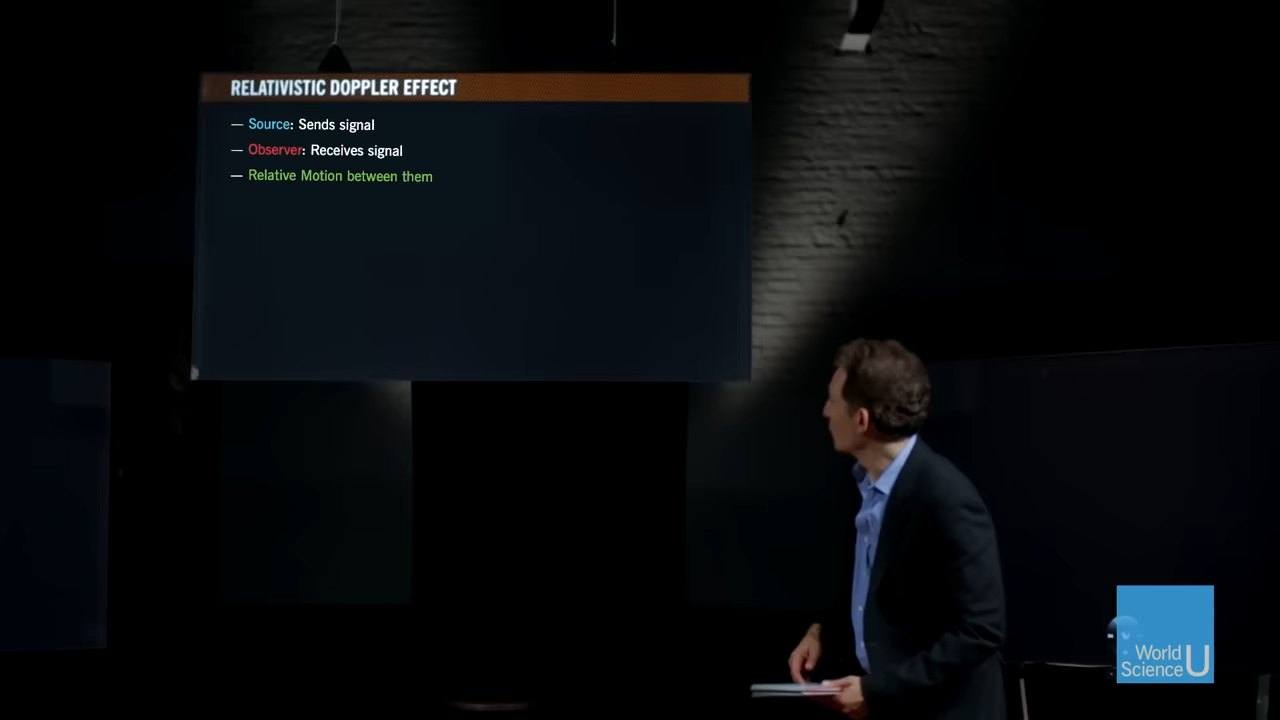 RELATIVISTIC DOPPLER EFFECT
— Source: Sends signal
— Observer: Receives signal
— Relative Motion between them
World
Science U